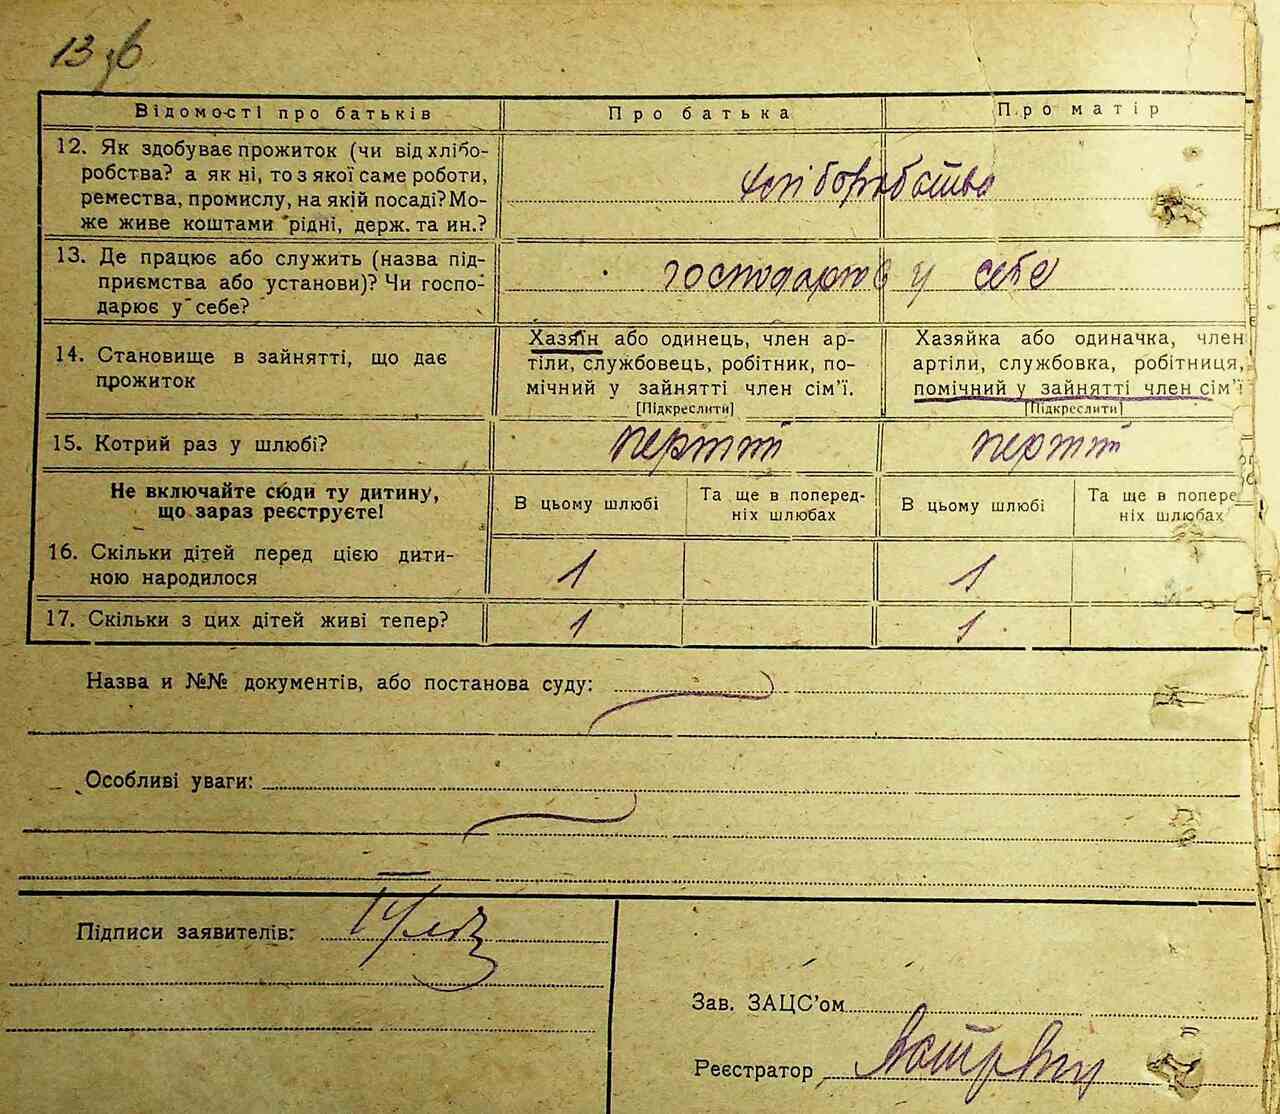 13 зв
Відомості про батьків
Про батька
Про матір
12. Як здобуває прожиток (чи від хлібо-
робства? а як ні, то з якої саме роботи,
ремества, промислу, на якій посаді? Мо-
же живе коштами рідні, держ. та ин.?
хліборобство
13. Де працює або служить (назва під-
приємства або установи)? Чи госпо-
дарює у себе?
у себе
14. Становище в зайнятті, що дає
прожиток
Хазяїн або одинець, член ар-
тіли, службовець, робітник, по-
мічний у зайнятті член сім'ї.
[Підкреслити]
Хазяйка або одиначка, член
артіли, службовка, робітниця,
помічний у зайнятті член сім'ї
[Підкреслити]
15. Котрий раз у шлюбі?
перший
перший
Не включайте сюди ту дитину,
що зараз реєструєте!
В цьому шлюбі
Та ще в поперед-
ніх шлюбах
В цьому шлюбі
Та ще в попере
ніх шлюбах
16. Скільки дітей перед цією дити-
ною народилося
1
1
17. Скільки з цих дітей живі тепер?
1
1
Назва и №№ документів, або постанова суду:
Особливі уваги:
Підписи заявителів:
Зав. ЗАЦС'ом
Реєстратор